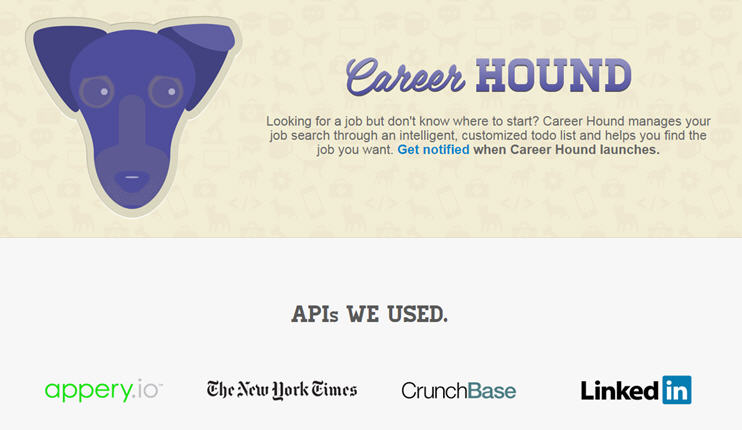 Career HOUND
Looking for a job but don't know where to start? Career Hound manages your
job search through an intelligent, customized todo list and helps you find the
job you want. Get notified when Career Hound launches.
APIs WE USED.
appery.io™ The New York Times CrunchBase Linked in